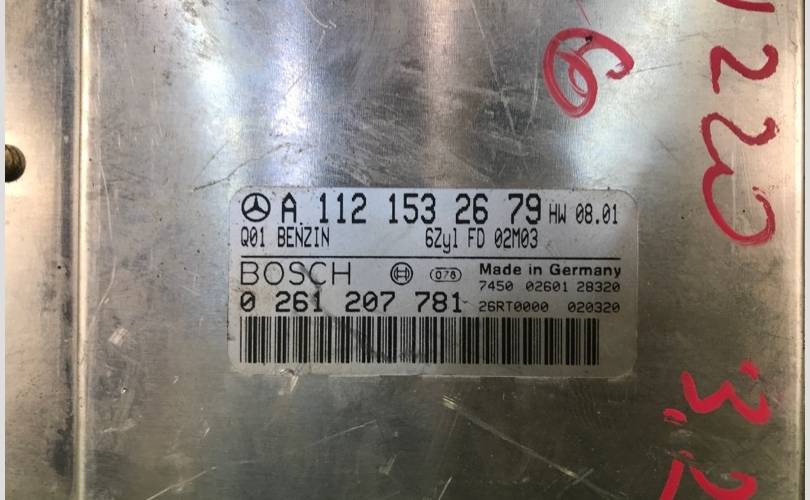 6
W220
A 112 153 26 79 HW 08.01
Q01 BENZIN 6Zyl FD 02M03
BOSCH 078 Made in Germany
7450 02601 28320
0 261 207 781 26RT0000 020320
3.2